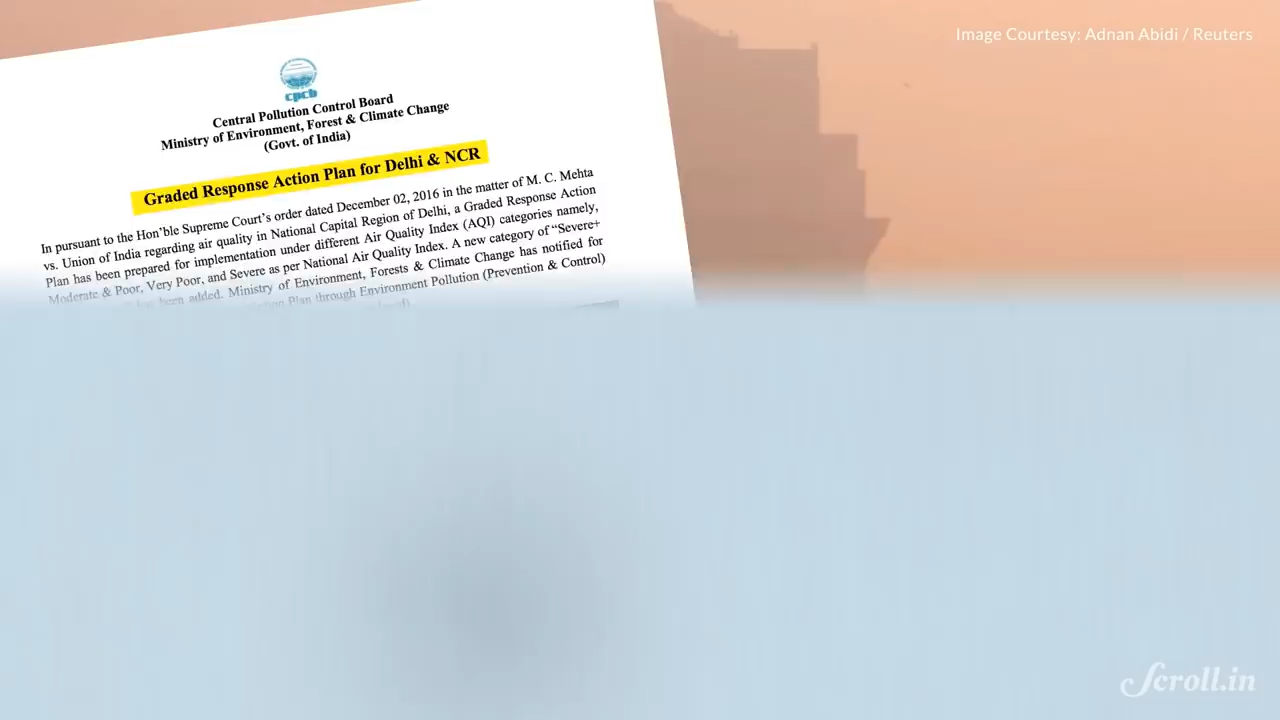 Image Courtesy: Adnan Abidi / Reuters
cpcb
Central Pollution Control Board
Ministry of Environment, Forest & Climate Change
(Govt. of India)
Graded Response Action Plan for Delhi & NCR
In pursuant to the Hon'ble Supreme Court's order dated December 02, 2016 in the matter of M. C. Mehta
vs. Union of India regarding air quality in National Capital Region of Delhi, a Graded Response Action
Plan has been prepared for implementation under different Air Quality Index (AQI) categories namely,
Moderate & Poor, Very Poor, and Severe as per National Air Quality Index. A new category of "Severe+
has been added. Ministry of Environment, Forests & Climate Change has notified for
Plan through Environment Pollution (Prevention & Control)
Scroll.in